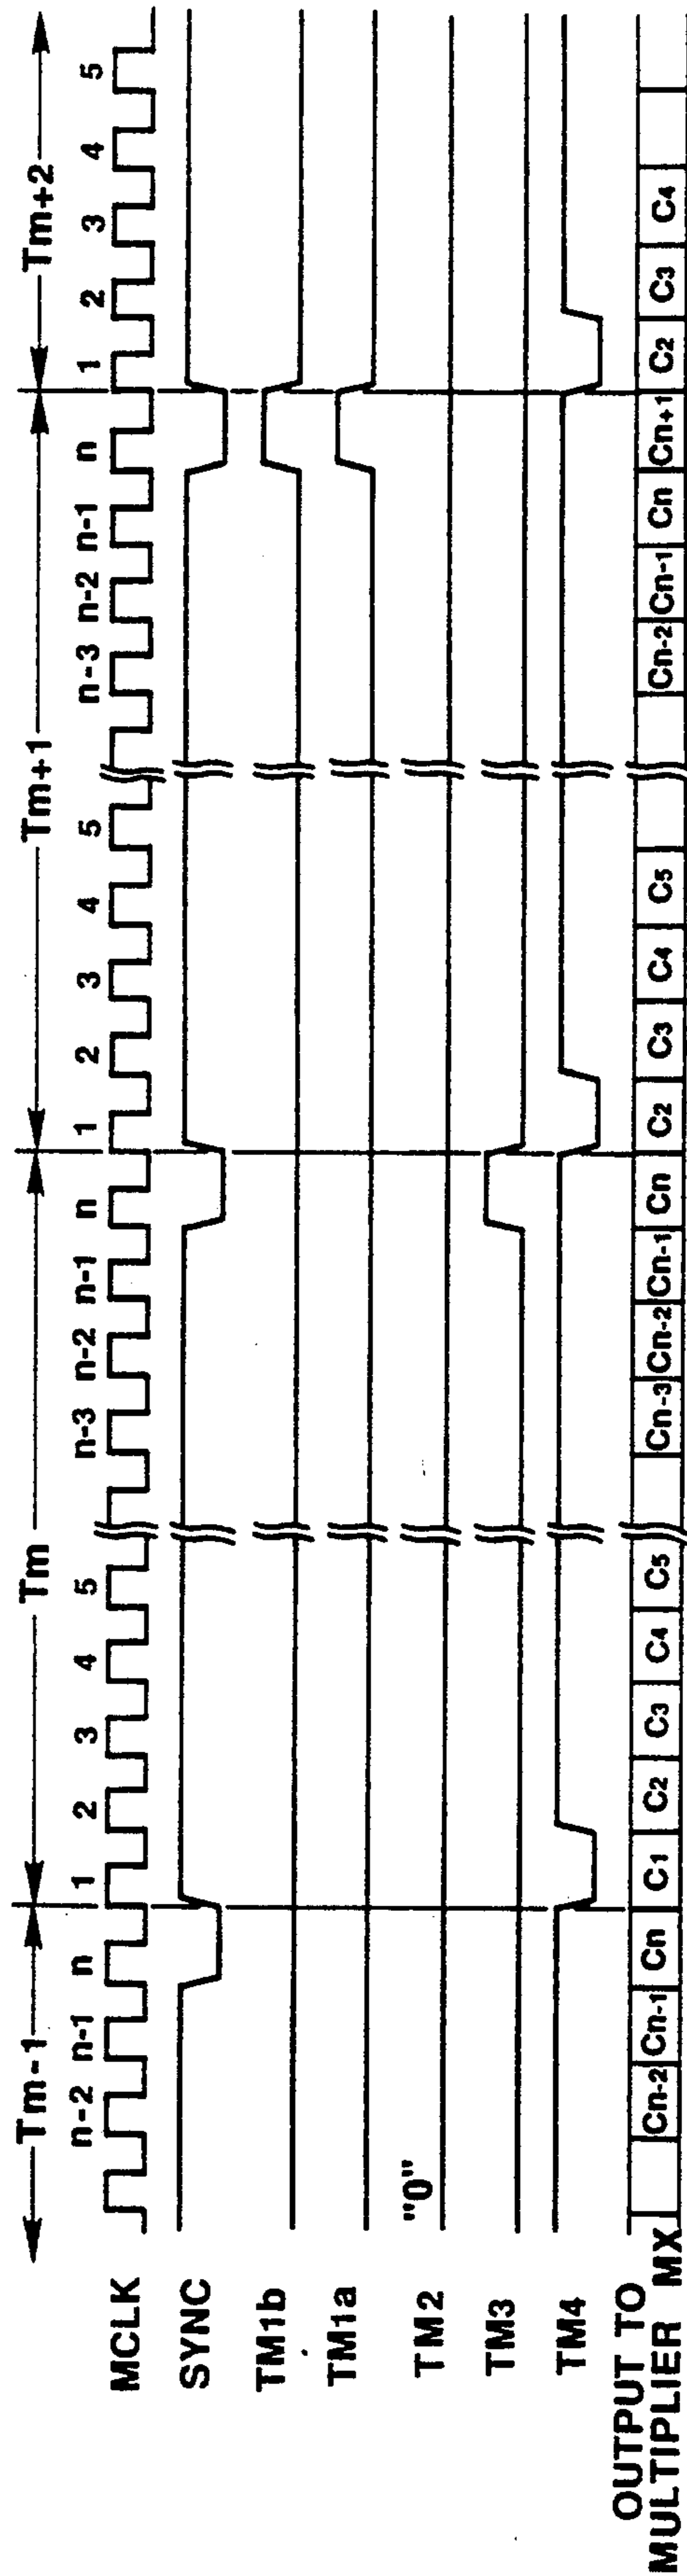 Tm-1 Tm Tm+1 Tm+2
MCLK n-2 n-1 n 1 2 3 4 5 n-3 n-2 n-1 n 1 2 3 4 5 n-3 n-2 n-1 n 1 2 3 4 5
SYNC
TM1b
TM1a
TM2 "0"
TM3
TM4
OUTPUT TO
MULTIPLIER MX Cn-2 Cn-1 Cn C1 C2 C3 C4 C5 Cn-3 Cn-2 Cn-1 Cn C2 C3 C4 C5 Cn-2 Cn-1 Cn Cn+1 C2 C3 C4